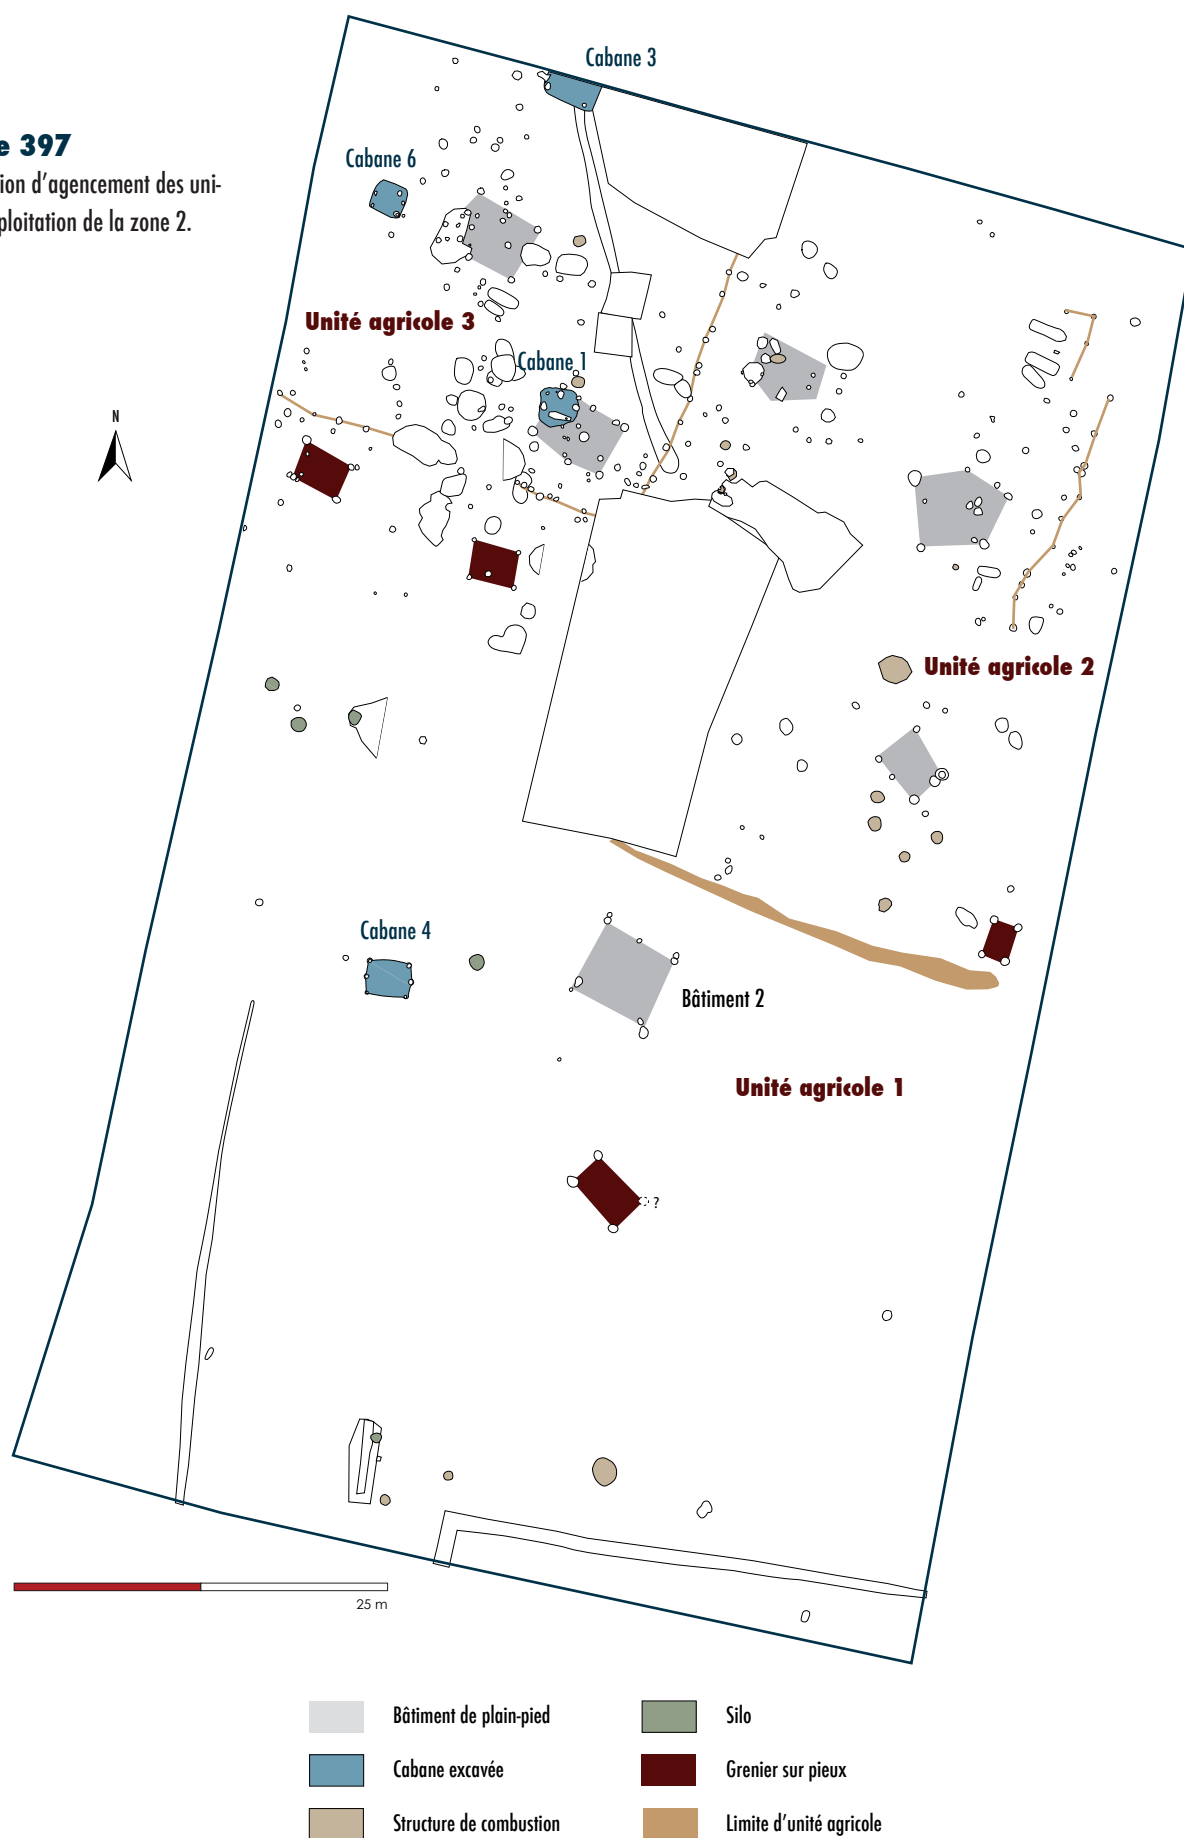 Cabane 3
e 397
ion d’agencement des uni-
ploitation de la zone 2.
Cabane 6
Unité agricole 3
Cabane 1
N
Unité agricole 2
Cabane 4
Bâtiment 2
Unité agricole 1
?
25 m
Bâtiment de plain-pied
Silo
Cabane excavée
Grenier sur pieux
Structure de combustion
Limite d’unité agricole